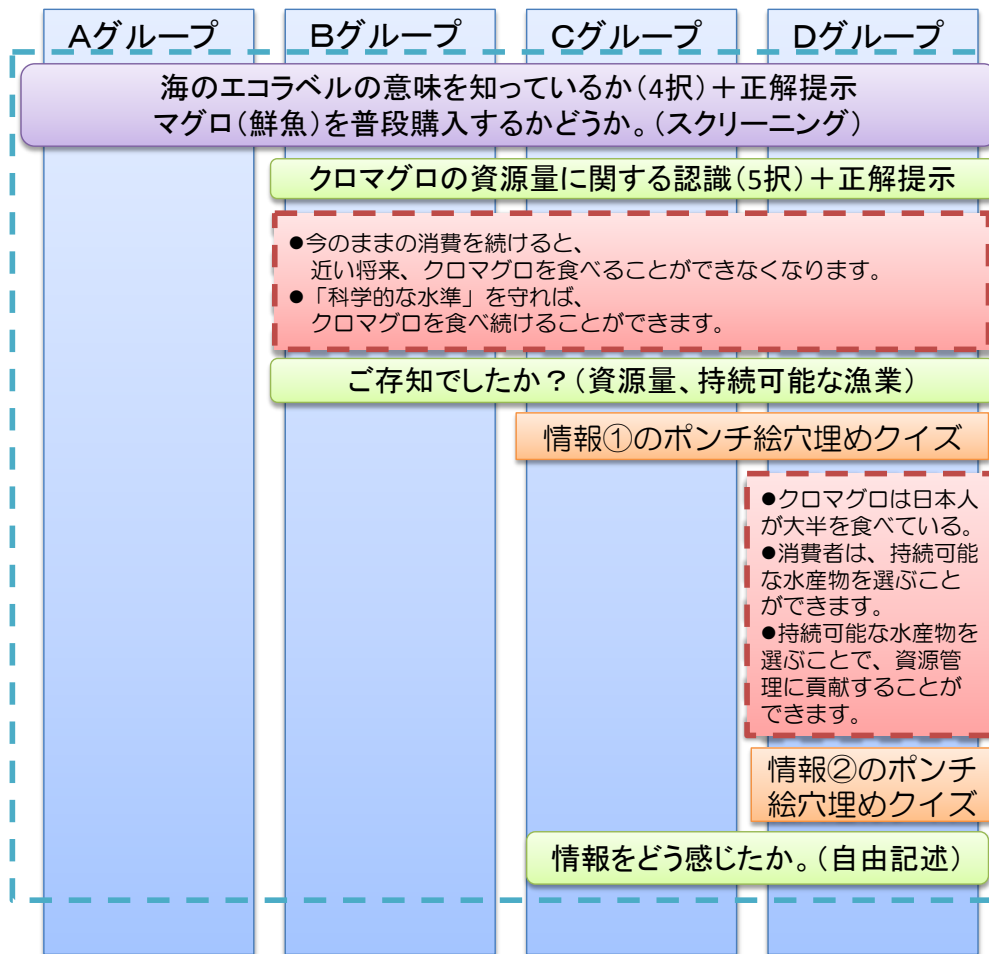 Aグループ
Bグループ
Cグループ
Dグループ
海のエコラベルの意味を知っているか(4択)+正解提示
マグロ(鮮魚)を普段購入するかどうか。(スクリーニング)
クロマグロの資源量に関する認識(5択)+正解提示
●今のままの消費を続けると、
近い将来、クロマグロを食べることができなくなります。
●「科学的な水準」を守れば、
クロマグロを食べ続けることができます。
ご存知でしたか?(資源量、持続可能な漁業)
情報①のポンチ絵穴埋めクイズ
●クロマグロは日本人
が大半を食べている。
●消費者は、持続可能
な水産物を選ぶこと
ができます。
●持続可能な水産物を
選ぶことで、資源管
理に貢献することが
できます。
情報②のポンチ
絵穴埋めクイズ
情報をどう感じたか。(自由記述)